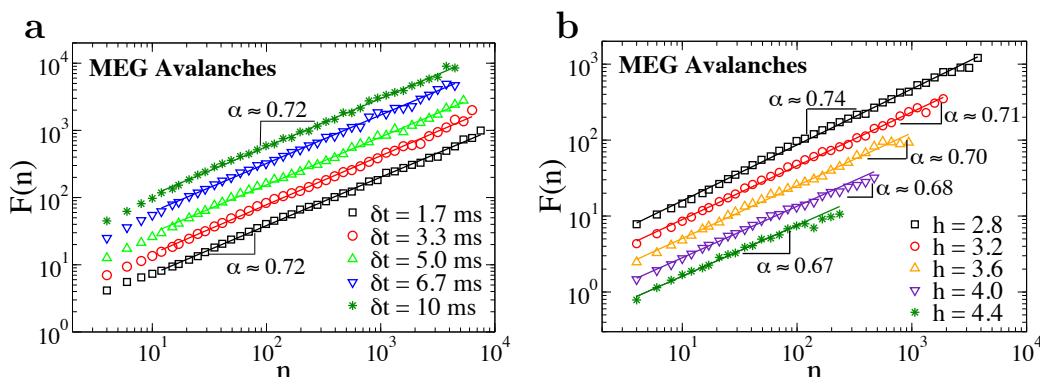 a
MEG Avalanches
F(n)
10^4
10^3
10^2
10^1
10^0
α ≈ 0.72
α ≈ 0.72
δt = 1.7 ms
δt = 3.3 ms
δt = 5.0 ms
δt = 6.7 ms
δt = 10 ms
10^1 10^2 10^3 10^4
n
b
MEG Avalanches
F(n)
10^3
10^2
10^1
10^0
α ≈ 0.74
α ≈ 0.71
α ≈ 0.70
α ≈ 0.68
α ≈ 0.67
h = 2.8
h = 3.2
h = 3.6
h = 4.0
h = 4.4
10^1 10^2 10^3 10^4
n